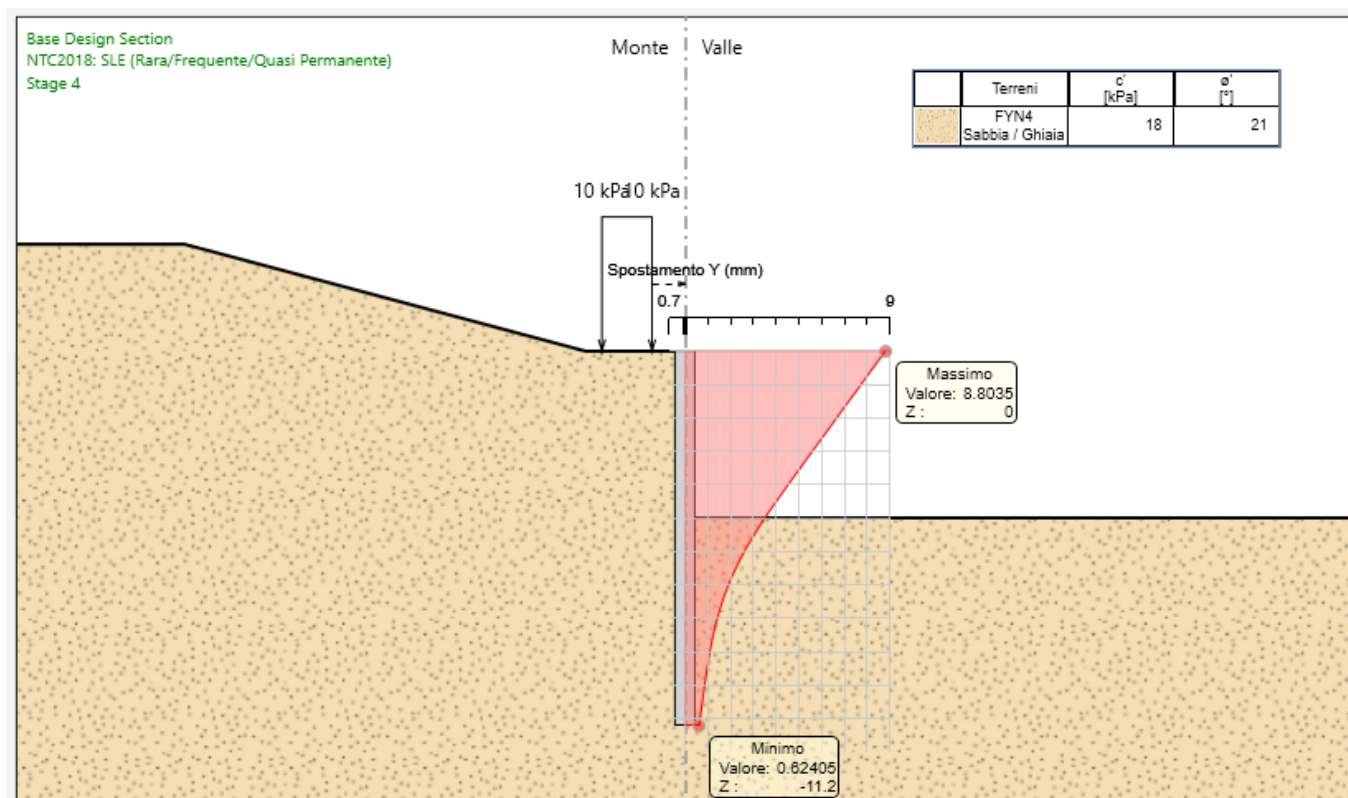 Base Design Section
NTC2018: SLE (Rara/Frequente/Quasi Permanente)
Stage 4
Monte
Valle
Terreni
c'
[kPa]
ø'
[°]
FYN4
Sabbia / Ghiaia
18
21
10 kPa
10 kPa
Spostamento Y (mm)
0.7
9
Massimo
Valore: 8.8035
Z : 0
Minimo
Valore: 0.62405
Z : -11.2